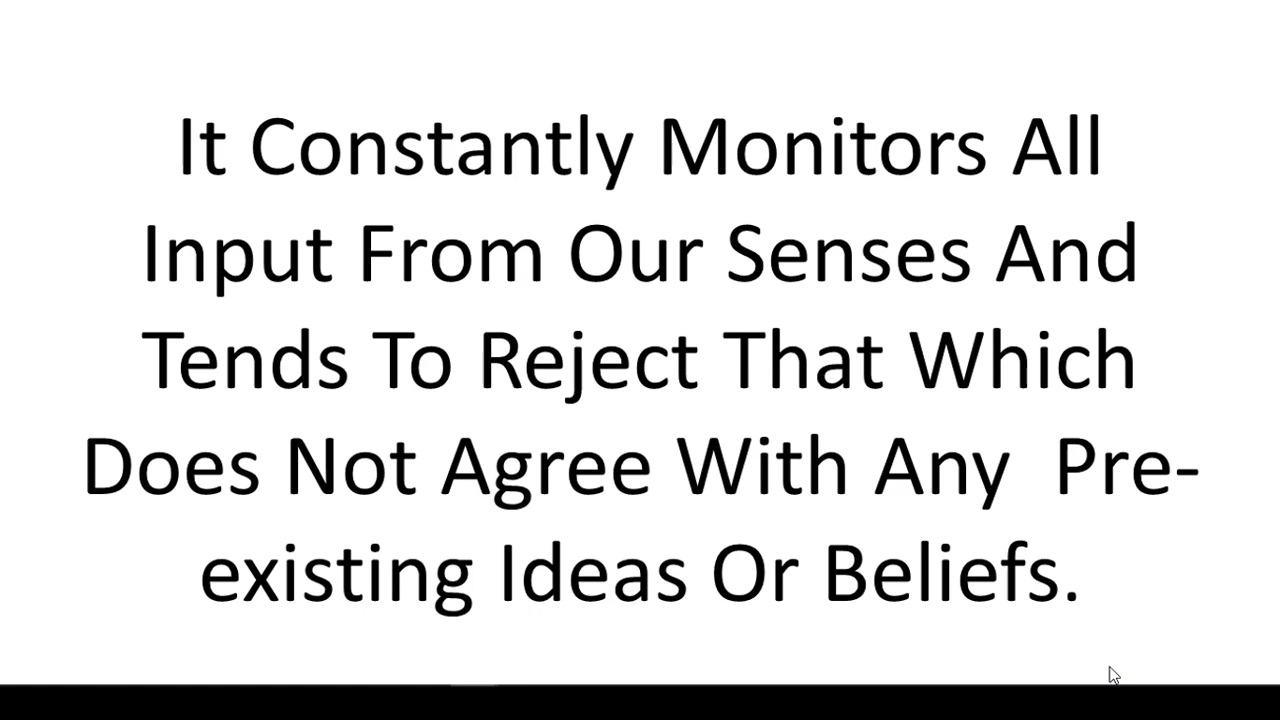 It Constantly Monitors All
Input From Our Senses And
Tends To Reject That Which
Does Not Agree With Any  Pre-
existing Ideas Or Beliefs.